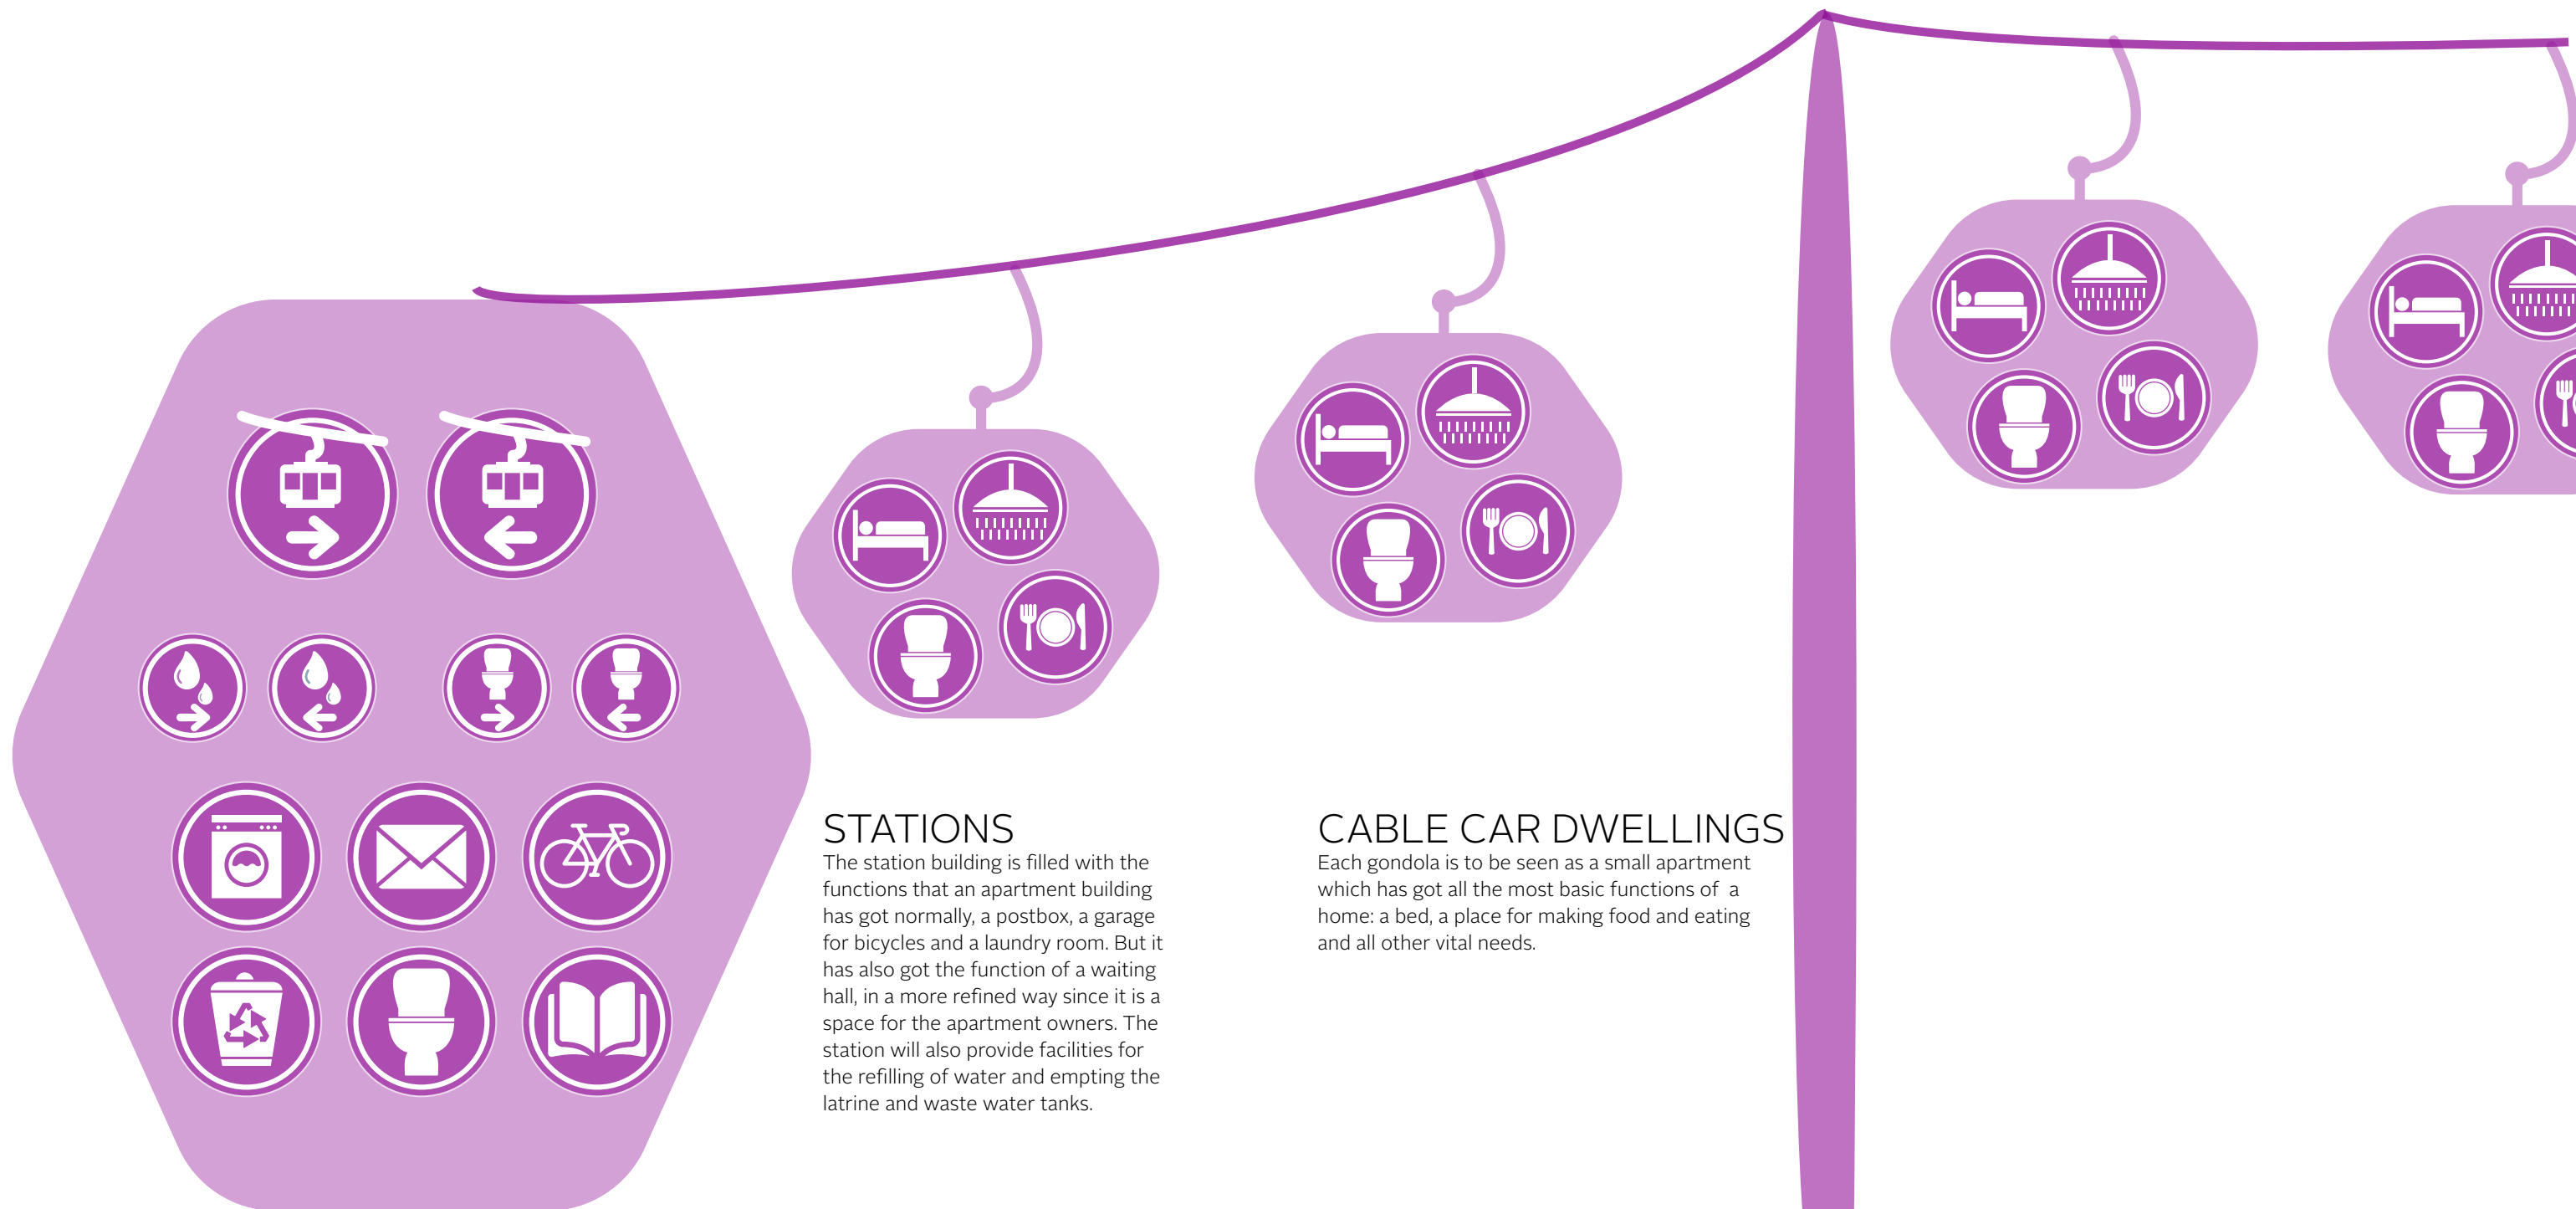 STATIONS
The station building is filled with the
functions that an apartment building
has got normally, a postbox, a garage
for bicycles and a laundry room. But it
has also got the function of a waiting
hall, in a more refined way since it is a
space for the apartment owners. The
station will also provide facilities for
the refilling of water and empting the
latrine and waste water tanks.
CABLE CAR DWELLINGS
Each gondola is to be seen as a small apartment
which has got all the most basic functions of  a
home: a bed, a place for making food and eating
and all other vital needs.